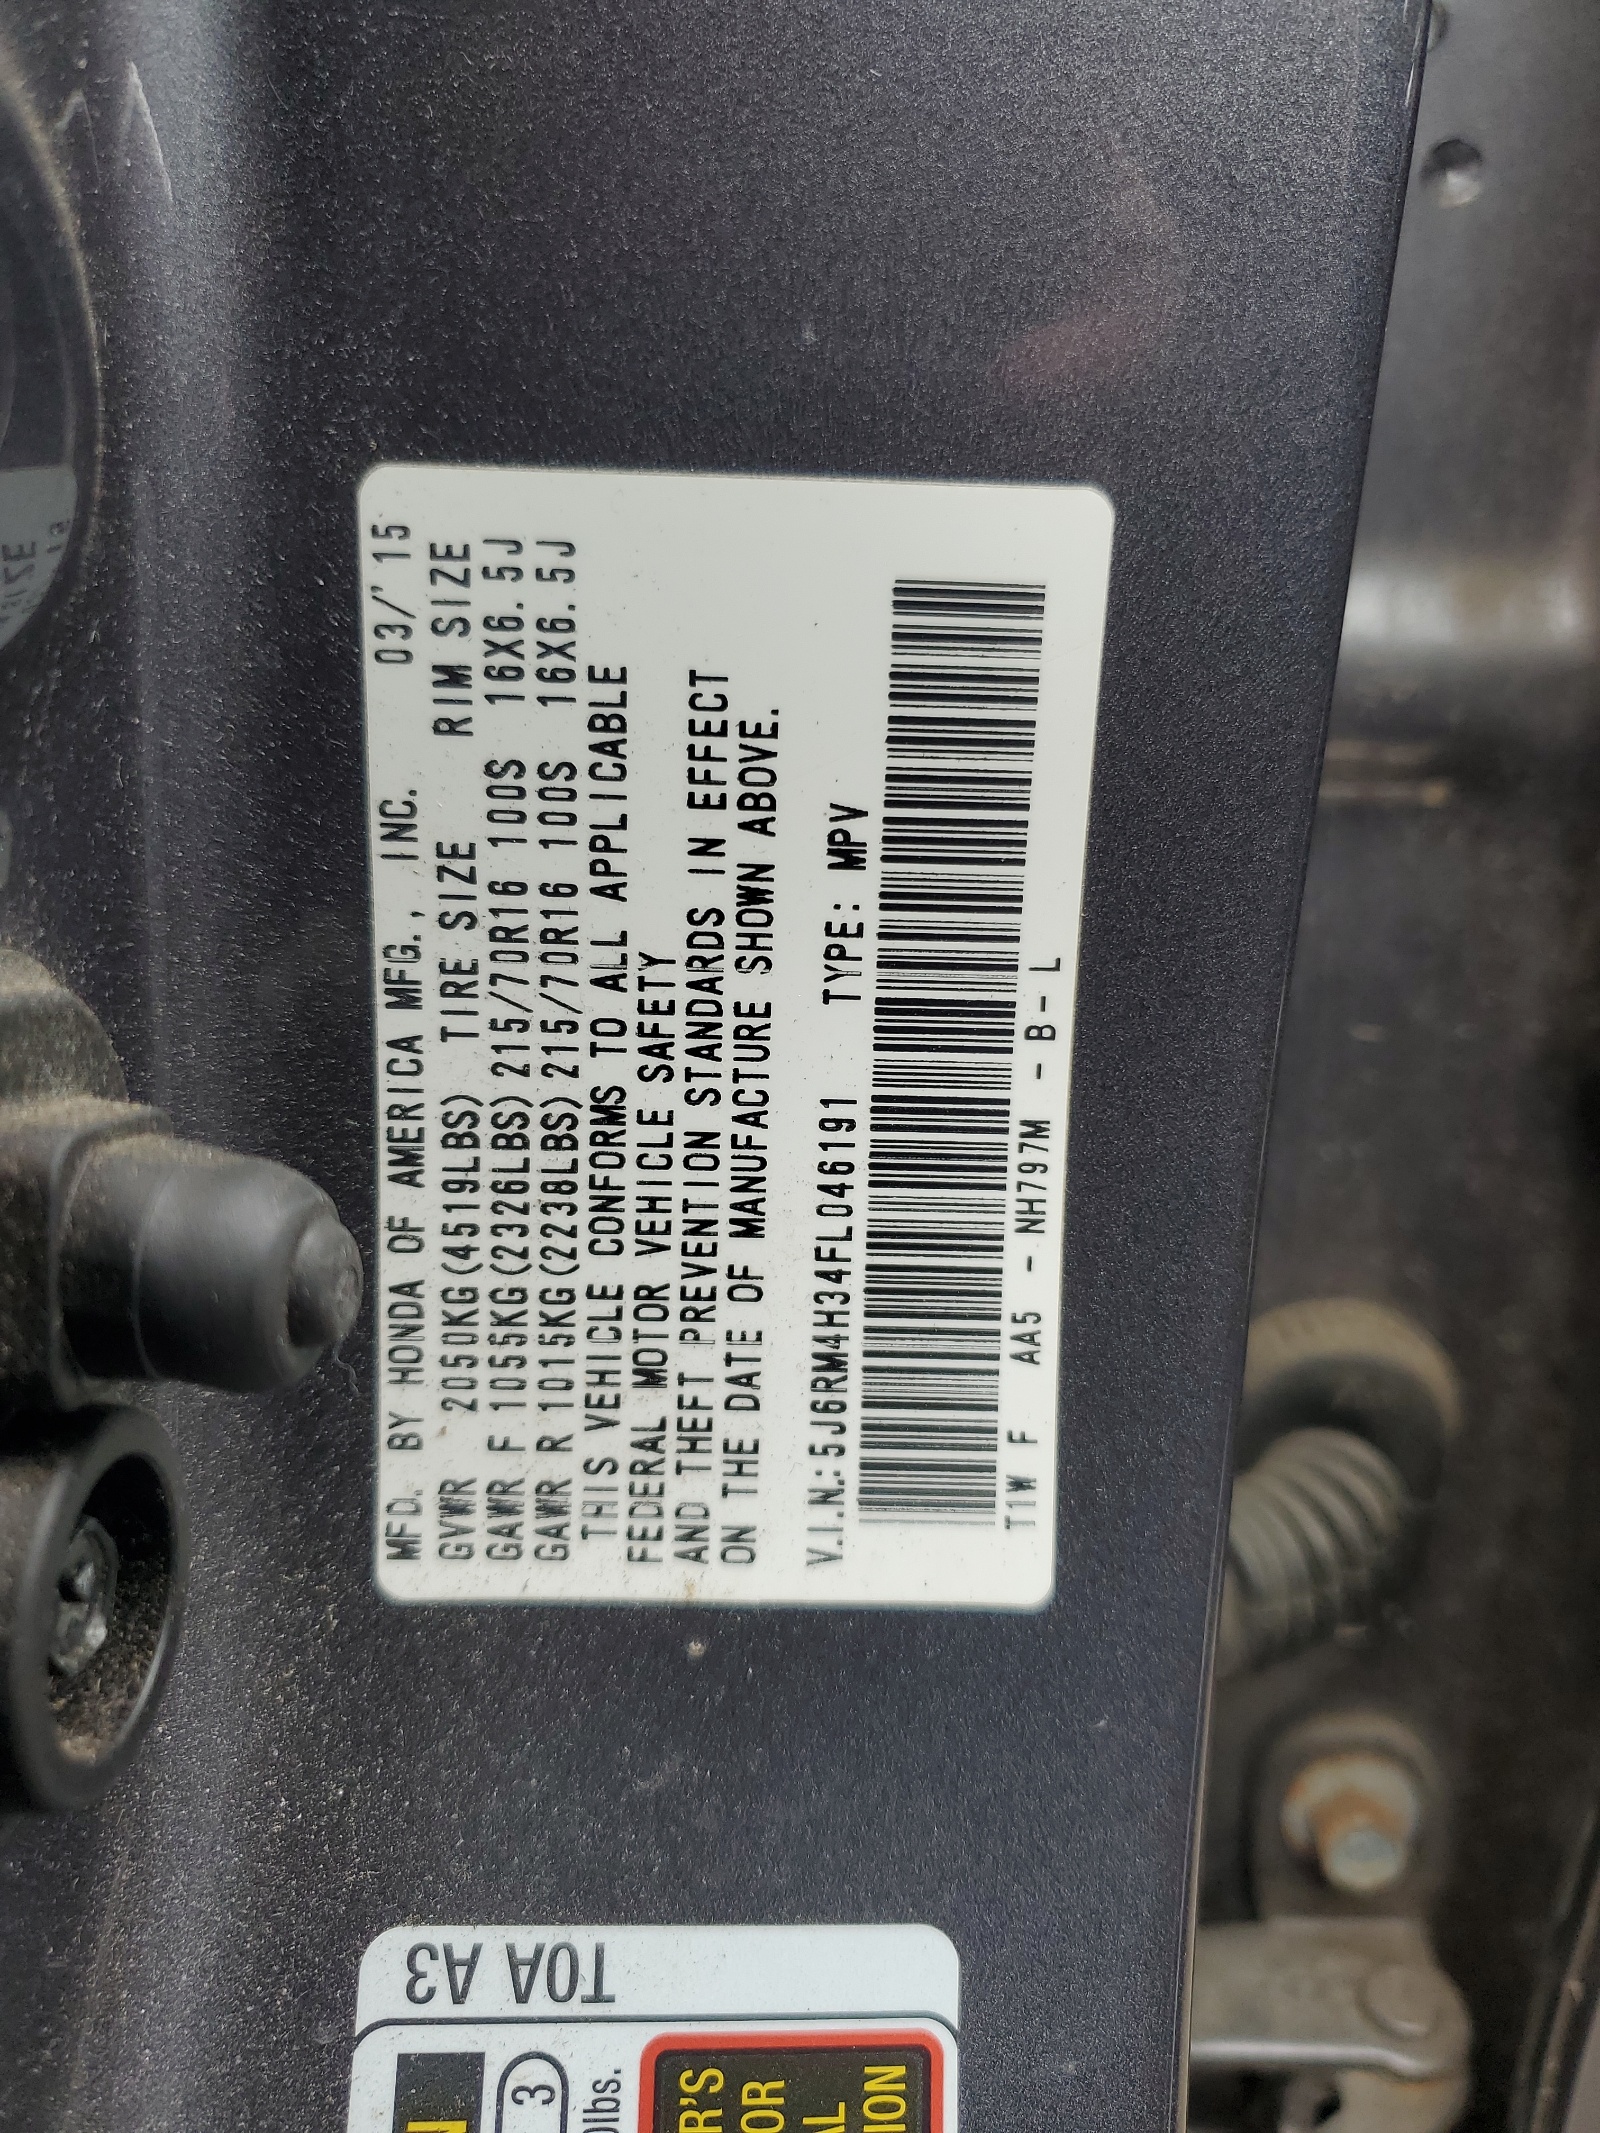 MFD. BY HONDA OF AMERICA MFG., INC. 03/'15
GVWR 2050KG(4519LBS) TIRE SIZE RIM SIZE
GAWR F 1055KG(2326LBS)215/70R16 100S 16X6.5J
GAWR R 1015KG(2238LBS)215/70R16 100S 16X6.5J
THIS VEHICLE CONFORMS TO ALL APPLICABLE
FEDERAL MOTOR VEHICLE SAFETY
AND THEFT PREVENTION STANDARDS IN EFFECT
ON THE DATE OF MANUFACTURE SHOWN ABOVE.
V.I.N.:5J6RM4H34FL046191 TYPE: MPV
T1W F AA5 - NH797M - B-L
T0A A3
3
lbs.